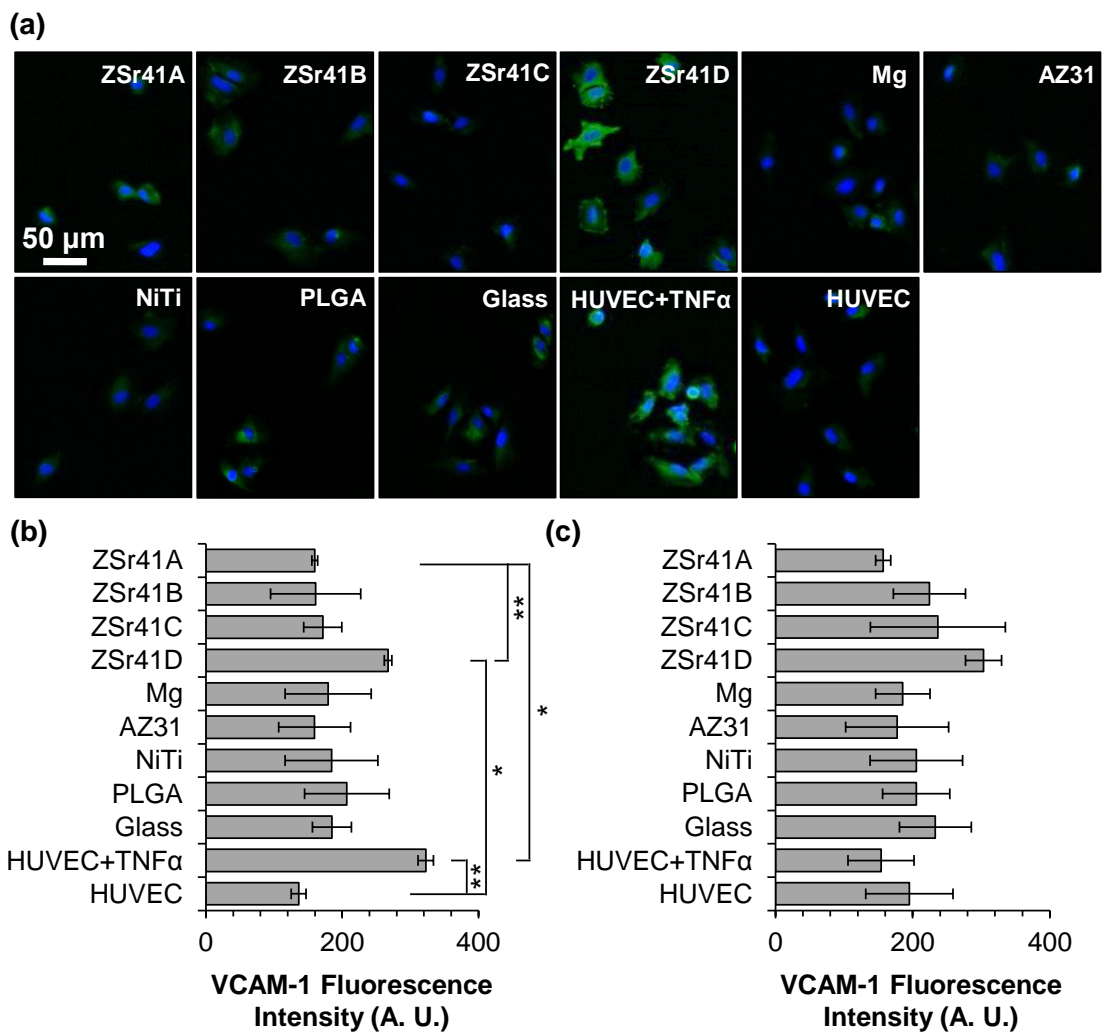 (a)
ZSr41A ZSr41B ZSr41C ZSr41D Mg AZ31
50 µm
NiTi PLGA Glass HUVEC+TNFα HUVEC
(b)
ZSr41A
ZSr41B
ZSr41C
ZSr41D
Mg
AZ31
NiTi
PLGA
Glass
HUVEC+TNFα
HUVEC
** * * **
0 200 400
VCAM-1 Fluorescence
Intensity (A. U.)
(c)
ZSr41A
ZSr41B
ZSr41C
ZSr41D
Mg
AZ31
NiTi
PLGA
Glass
HUVEC+TNFα
HUVEC
0 200 400
VCAM-1 Fluorescence
Intensity (A. U.)